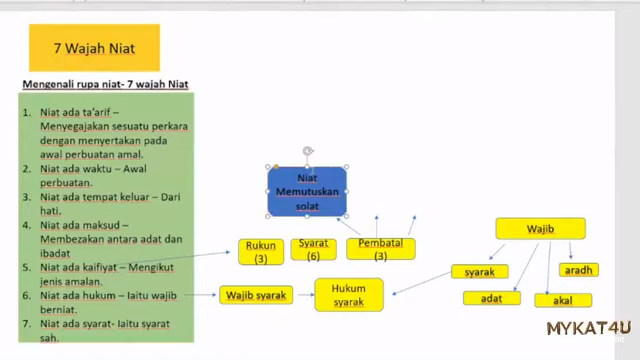 7 Wajah Niat
Mengenali rupa niat- 7 wajah Niat
1. Niat ada ta'arif –
Menyegajakan sesuatu perkara
dengan menyertakan pada
awal perbuatan amal.
2. Niat ada waktu – Awal
perbuatan.
3. Niat ada tempat keluar – Dari
hati.
4. Niat ada maksud –
Membezakan antara adat dan
ibadat
5. Niat ada kaifiyat – Mengikut
jenis amalan.
6. Niat ada hukum – Iaitu wajib
berniat.
7. Niat ada syarat- Iaitu syarat
sah.
Niat
Memutuskan
solat
Rukun
(3)
Syarat
(6)
Pembatal
(3)
Wajib syarak
Hukum
syarak
Wajib
syarak
adat
akal
aradh
MYKAT4U